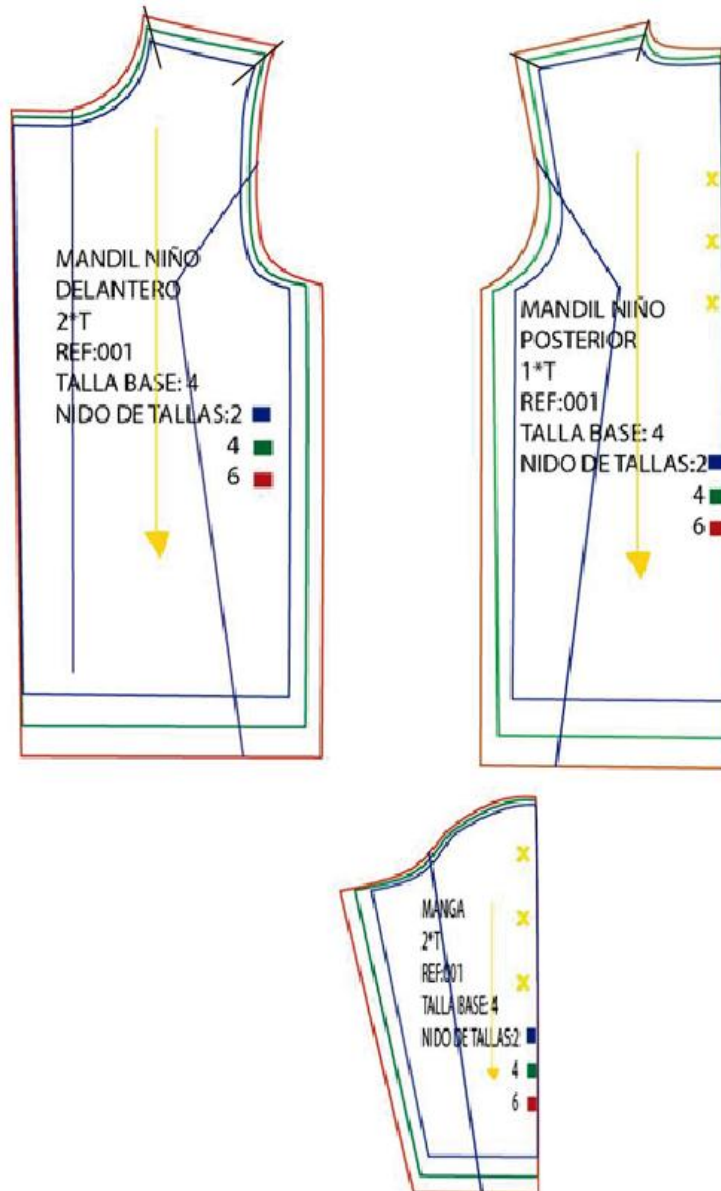 MANDIL NIÑO
DELANTERO
2*T
REF:001
TALLA BASE: 4
NIDO DE TALLAS:2
4
6
MANDIL NIÑO
POSTERIOR
1*T
REF:001
TALLA BASE: 4
NIDO DE TALLAS:2
4
6
X
X
X
MANGA
2*T
REF:001
TALLA BASE: 4
NIDO DE TALLAS:2
4
6
X
X
X